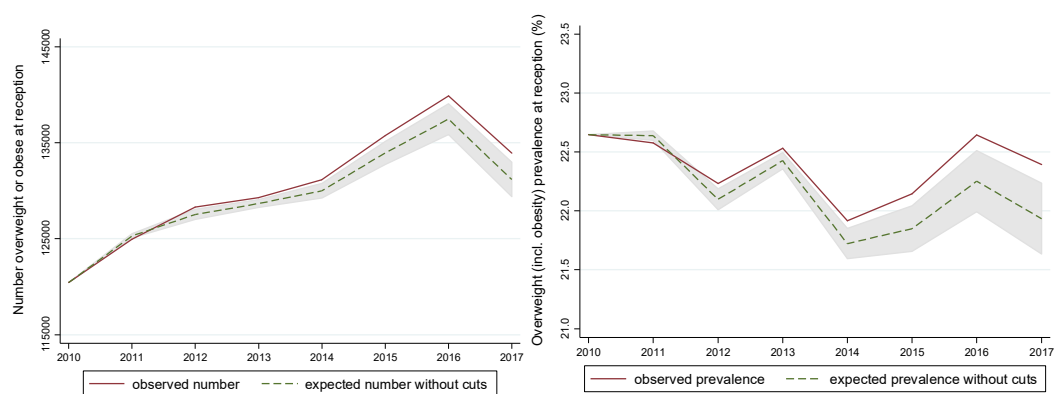 Number overweight or obese at reception
145000
135000
125000
115000
2010 2011 2012 2013 2014 2015 2016 2017
observed number expected number without cuts
Overweight (incl. obesity) prevalence at reception (%)
23.5
23.0
22.5
22.0
21.5
21.0
2010 2011 2012 2013 2014 2015 2016 2017
observed prevalence expected prevalence without cuts